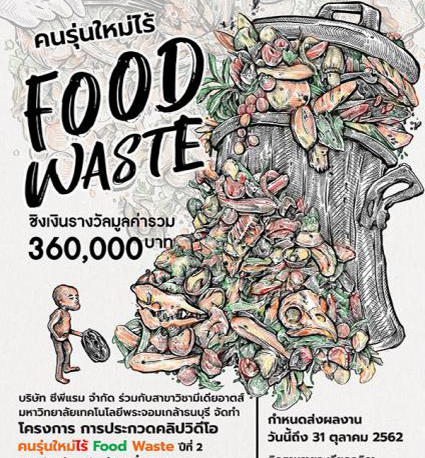 คนรุ่นใหม่ไร้
FOOD
WASTE
ชิงเงินรางวัลมูลค่ารวม
360,000บาท
บริษัท ซีพีแรม จำกัด ร่วมกับสาขาวิชามีเดียอาตส์
มหาวิทยาลัยเทคโนโลยีพระจอมเกล้าธนบุรี จัดทำ
โครงการ การประกวดคลิปวิดีโอ
คนรุ่นใหม่ไร้ Food Waste ปีที่ 2
กำหนดส่งผลงาน
วันนี้ถึง 31 ตุลาคม 2562